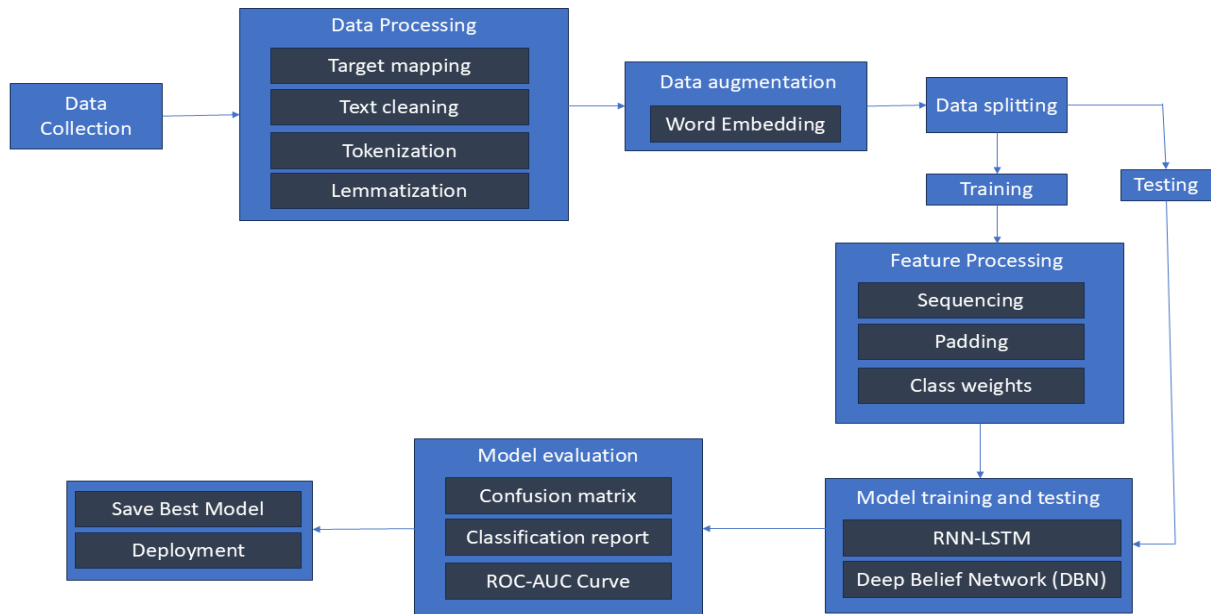 Data
Collection
Data Processing
Target mapping
Text cleaning
Tokenization
Lemmatization
Data augmentation
Word Embedding
Data splitting
Training
Testing
Feature Processing
Sequencing
Padding
Class weights
Model training and testing
RNN-LSTM
Deep Belief Network (DBN)
Model evaluation
Confusion matrix
Classification report
ROC-AUC Curve
Save Best Model
Deployment